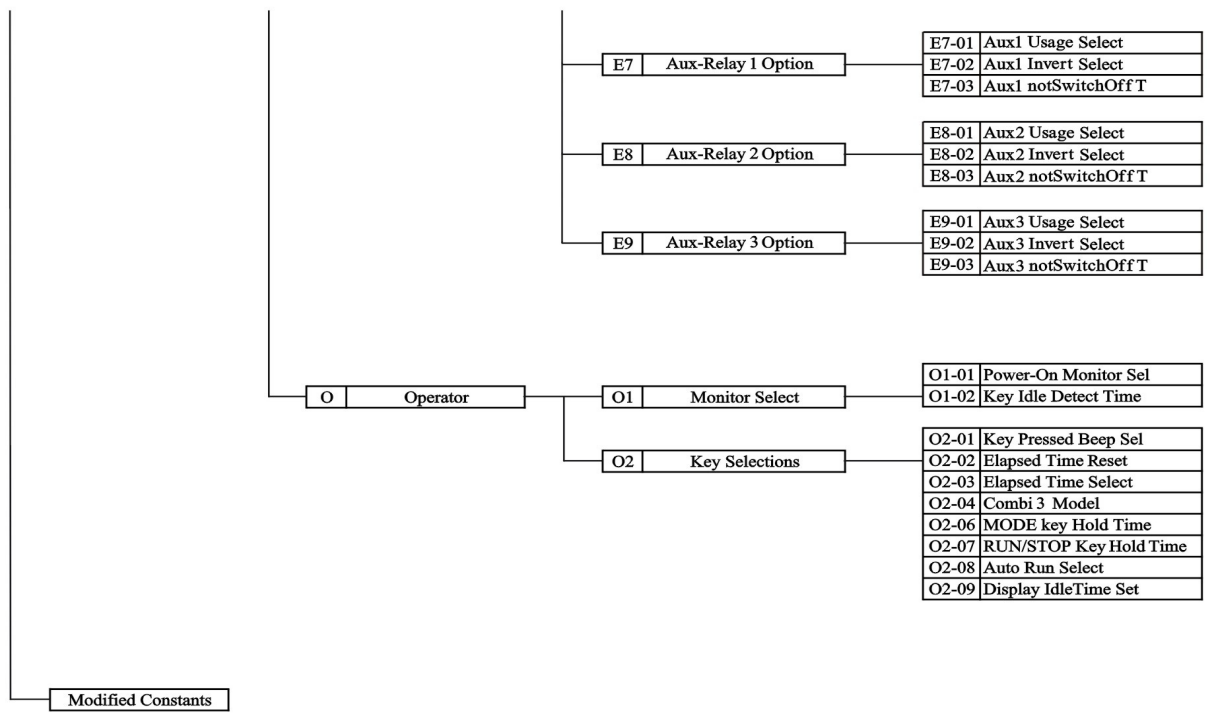 E7 Aux-Relay 1 Option
E7-01 Aux1 Usage Select
E7-02 Aux1 Invert Select
E7-03 Aux1 notSwitchOff T
E8 Aux-Relay 2 Option
E8-01 Aux2 Usage Select
E8-02 Aux2 Invert Select
E8-03 Aux2 notSwitchOff T
E9 Aux-Relay 3 Option
E9-01 Aux3 Usage Select
E9-02 Aux3 Invert Select
E9-03 Aux3 notSwitchOff T
O Operator
O1 Monitor Select
O1-01 Power-On Monitor Sel
O1-02 Key Idle Detect Time
O2 Key Selections
O2-01 Key Pressed Beep Sel
O2-02 Elapsed Time Reset
O2-03 Elapsed Time Select
O2-04 Combi 3 Model
O2-06 MODE key Hold Time
O2-07 RUN/STOP Key Hold Time
O2-08 Auto Run Select
O2-09 Display IdleTime Set
Modified Constants